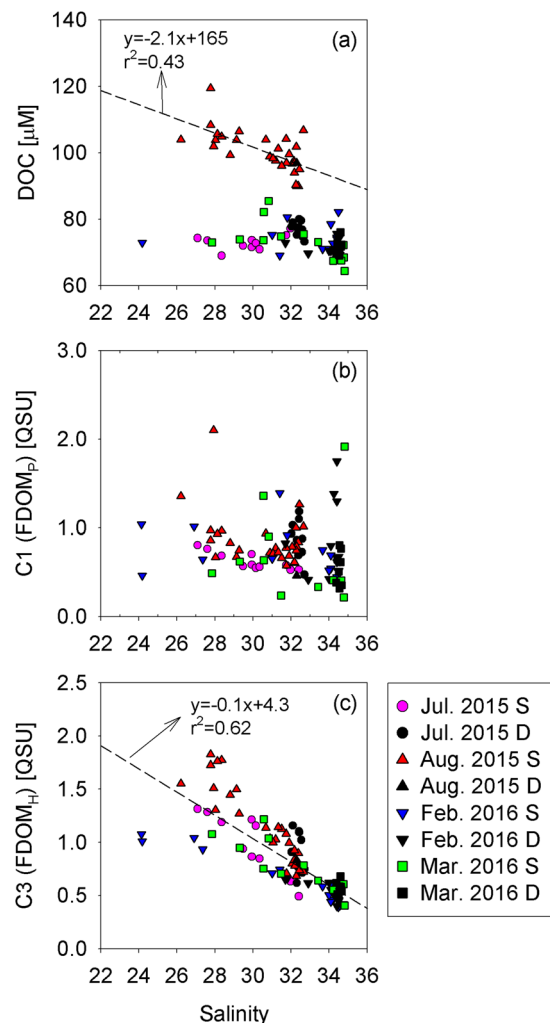 140
y=-2.1x+165
r²=0.43
(a)
120
100
80
60
DOC [µM]
22 24 26 28 30 32 34 36
3.0
(b)
2.0
1.0
0.0
C1 (FDOM_P) [QSU]
22 24 26 28 30 32 34 36
2.5
y=-0.1x+4.3
r²=0.62
(c)
2.0
1.5
1.0
0.5
0.0
C3 (FDOM_H) [QSU]
22 24 26 28 30 32 34 36
Salinity
Jul. 2015 S
Jul. 2015 D
Aug. 2015 S
Aug. 2015 D
Feb. 2016 S
Feb. 2016 D
Mar. 2016 S
Mar. 2016 D